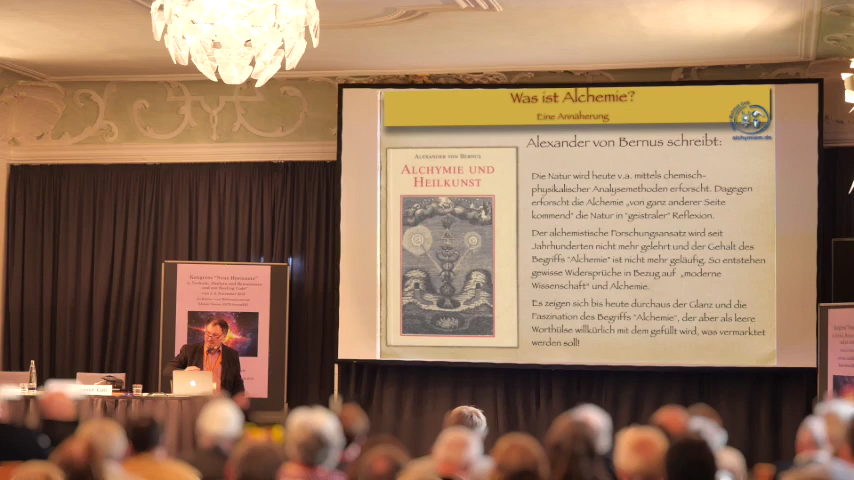 Was ist Alchemie?
Eine Annäherung
alchymism.de
Alexander von Bernus schreibt:
ALEXANDER VON BERNUS
ALCHYMIE UND
HEILKUNST
Die Natur wird heute v.a. mittels chemisch-
physikalischer Analysemethoden erforscht. Dagegen
erforscht die Alchemie „von ganz anderer Seite
kommend" die Natur in "geistraler" Reflexion.
Der alchemistische Forschungsansatz wird seit
Jahrhunderten nicht mehr gelehrt und der Gehalt des
Begriffs "Alchemie" ist nicht mehr geläufig. So entstehen
gewisse Widersprüche in Bezug auf „moderne
Wissenschaft" und Alchemie.
Es zeigen sich bis heute durchaus der Glanz und die
Faszination des Begriffs "Alchemie", der aber als leere
Worthülse willkürlich mit dem gefüllt wird, was vermarktet
werden soll!
Kongress "Neue Horizonte"